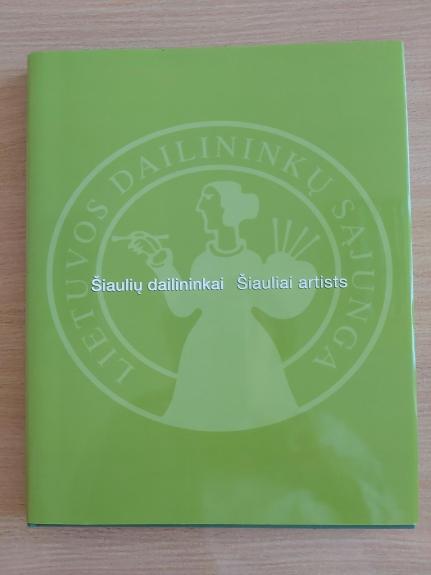 LIETUVOS DAILININKŲ SĄJUNGA
Šiaulių dailininkai Šiauliai artists